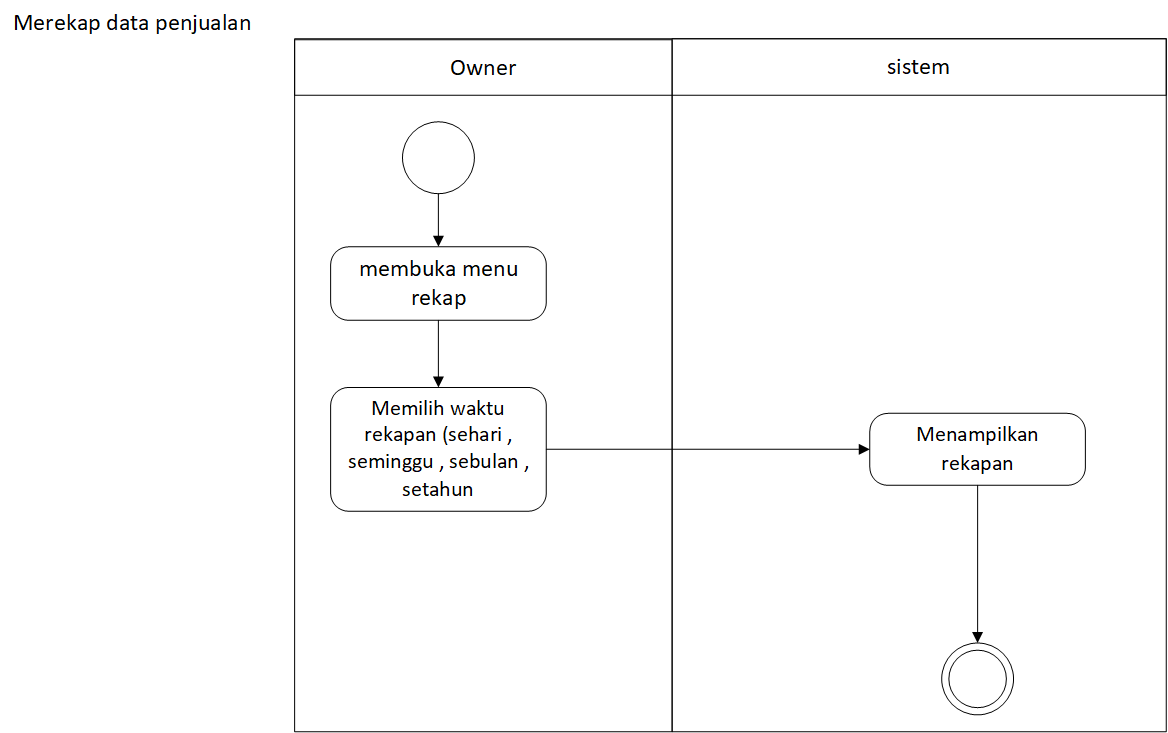 Merekap data penjualan
Owner
sistem
membuka menu
rekap
Memilih waktu
rekapan (sehari ,
seminggu , sebulan ,
setahun
Menampilkan
rekapan